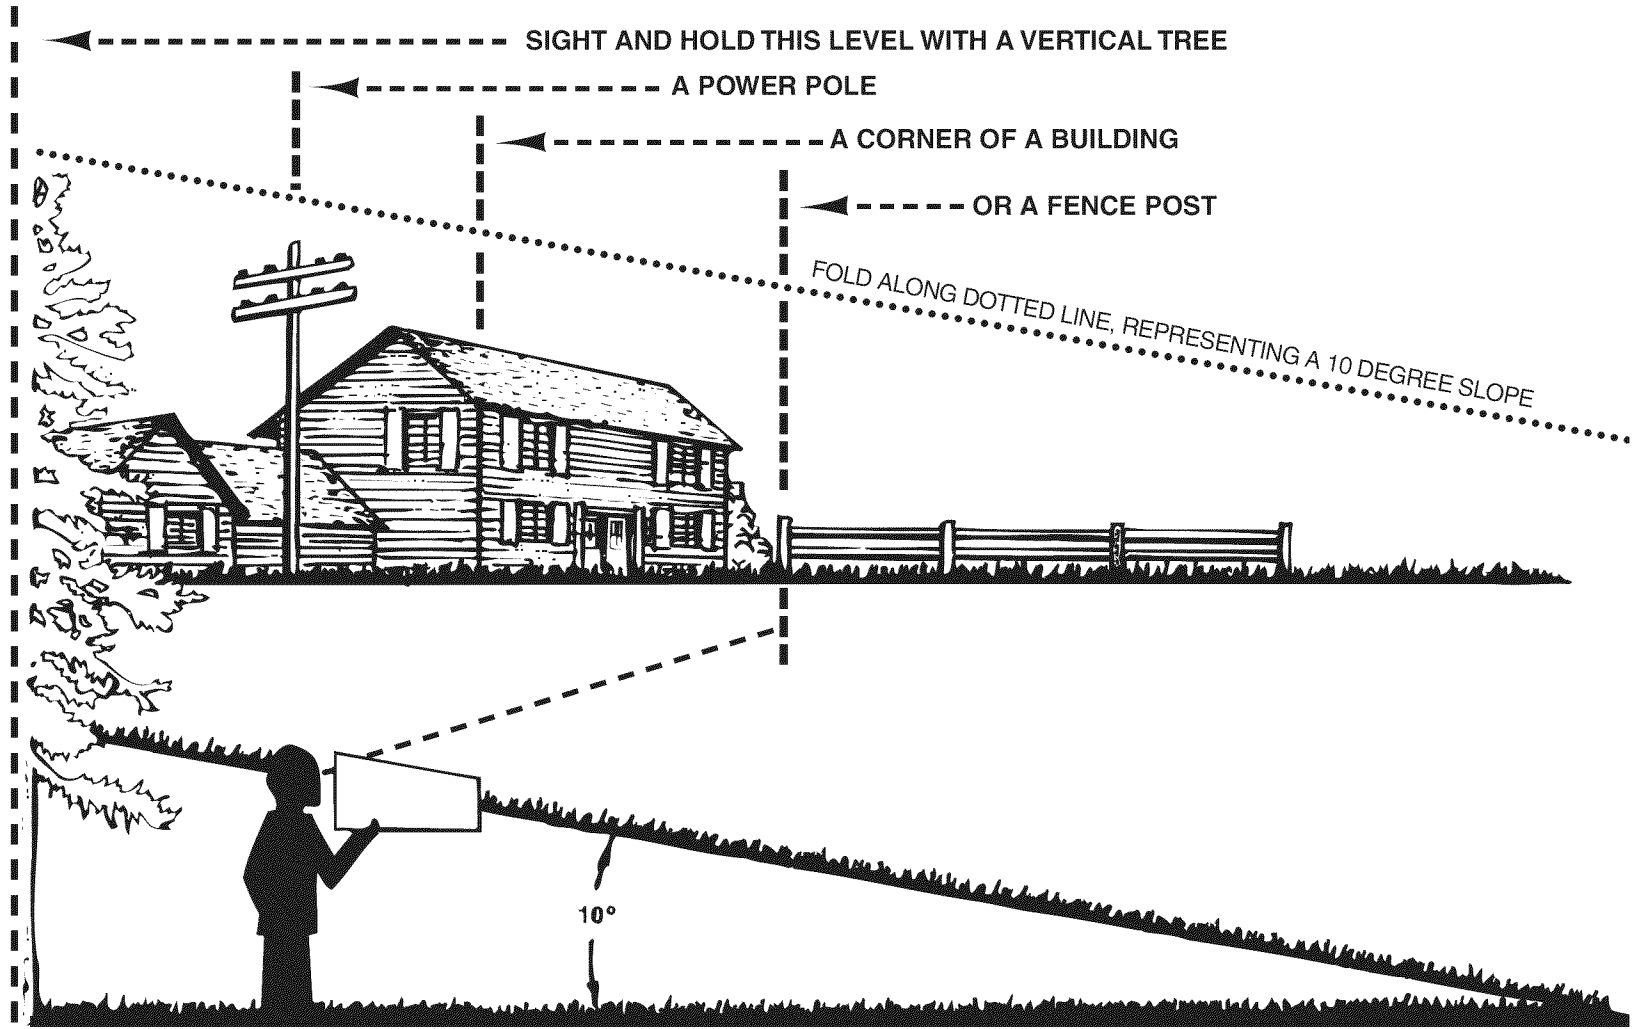 SIGHT AND HOLD THIS LEVEL WITH A VERTICAL TREE
A POWER POLE
A CORNER OF A BUILDING
OR A FENCE POST
FOLD ALONG DOTTED LINE, REPRESENTING A 10 DEGREE SLOPE
10°